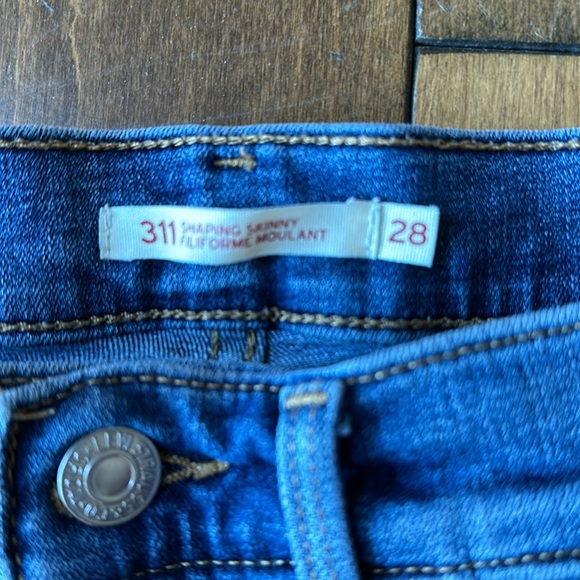 311 SHAPING SKINNY
FILIFORME MOULANT
28